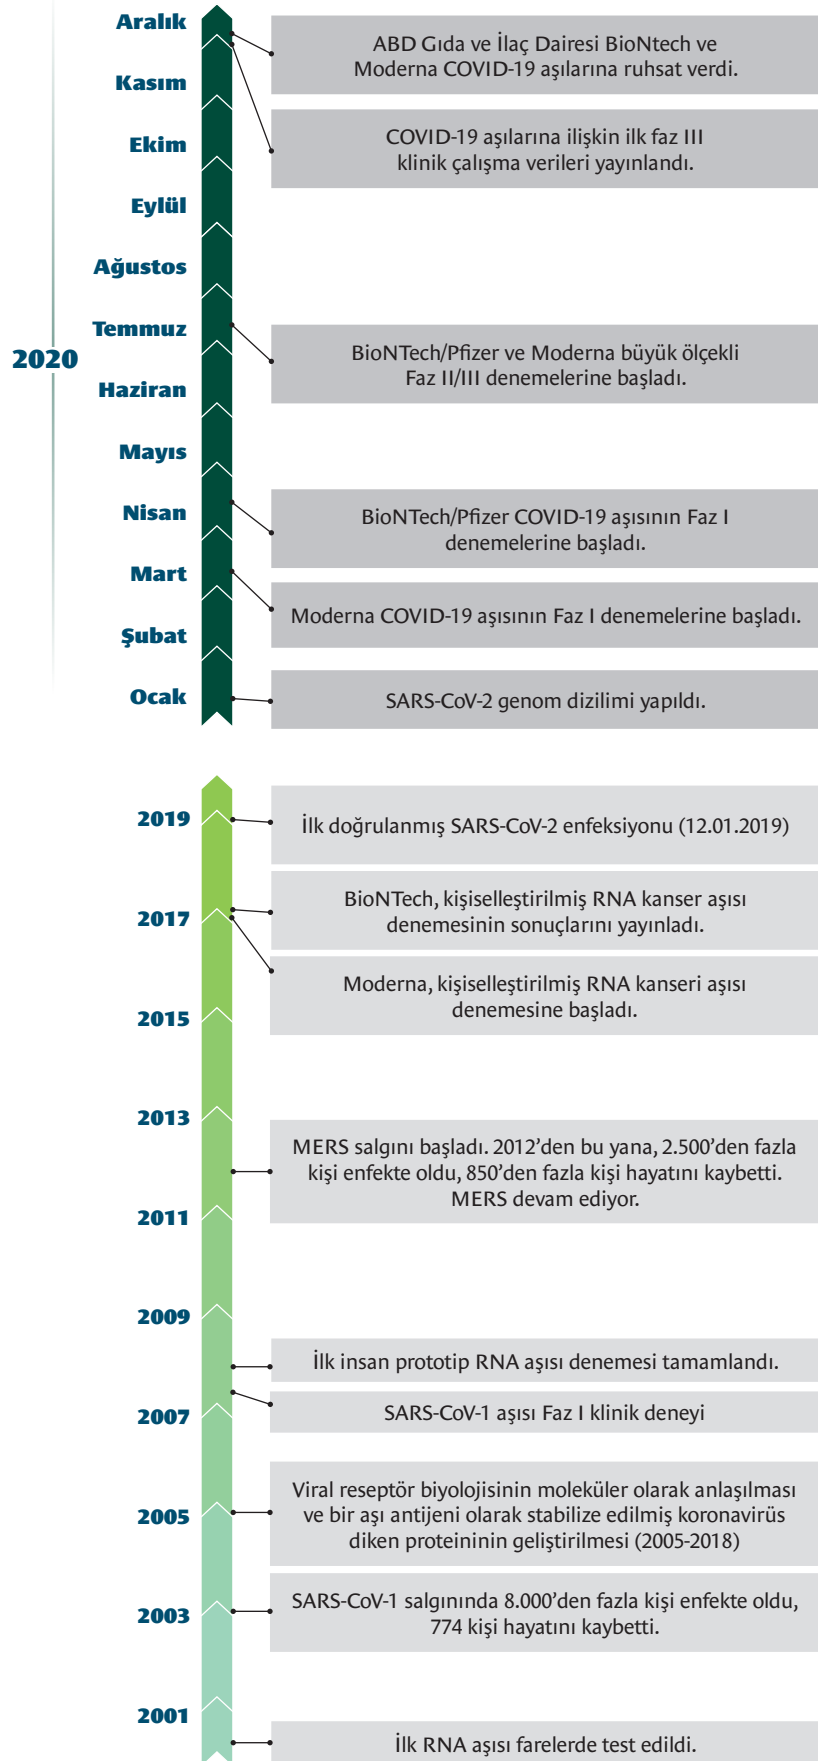 Aralık
ABD Gıda ve İlaç Dairesi BioNtech ve
Moderna COVID-19 aşılarına ruhsat verdi.
Kasım
COVID-19 aşılarına ilişkin ilk faz III
klinik çalışma verileri yayınlandı.
Ekim
Eylül
Ağustos
Temmuz
2020
BioNTech/Pfizer ve Moderna büyük ölçekli
Faz II/III denemelerine başladı.
Haziran
Mayıs
Nisan
BioNTech/Pfizer COVID-19 aşısının Faz I
denemelerine başladı.
Mart
Moderna COVID-19 aşısının Faz I denemelerine başladı.
Şubat
Ocak
SARS-CoV-2 genom dizilimi yapıldı.
2019
İlk doğrulanmış SARS-CoV-2 enfeksiyonu (12.01.2019)
BioNTech, kişiselleştirilmiş RNA kanser aşısı
denemesinin sonuçlarını yayınladı.
2017
Moderna, kişiselleştirilmiş RNA kanseri aşısı
denemesine başladı.
2015
2013
MERS salgını başladı. 2012’den bu yana, 2.500’den fazla
kişi enfekte oldu, 850’den fazla kişi hayatını kaybetti.
MERS devam ediyor.
2011
2009
İlk insan prototip RNA aşısı denemesi tamamlandı.
SARS-CoV-1 aşısı Faz I klinik deneyi
2007
Viral reseptör biyolojisinin moleküler olarak anlaşılması
ve bir aşı antijeni olarak stabilize edilmiş koronavirüs
diken proteininin geliştirilmesi (2005-2018)
2005
SARS-CoV-1 salgınında 8.000’den fazla kişi enfekte oldu,
774 kişi hayatını kaybetti.
2003
2001
İlk RNA aşısı farelerde test edildi.